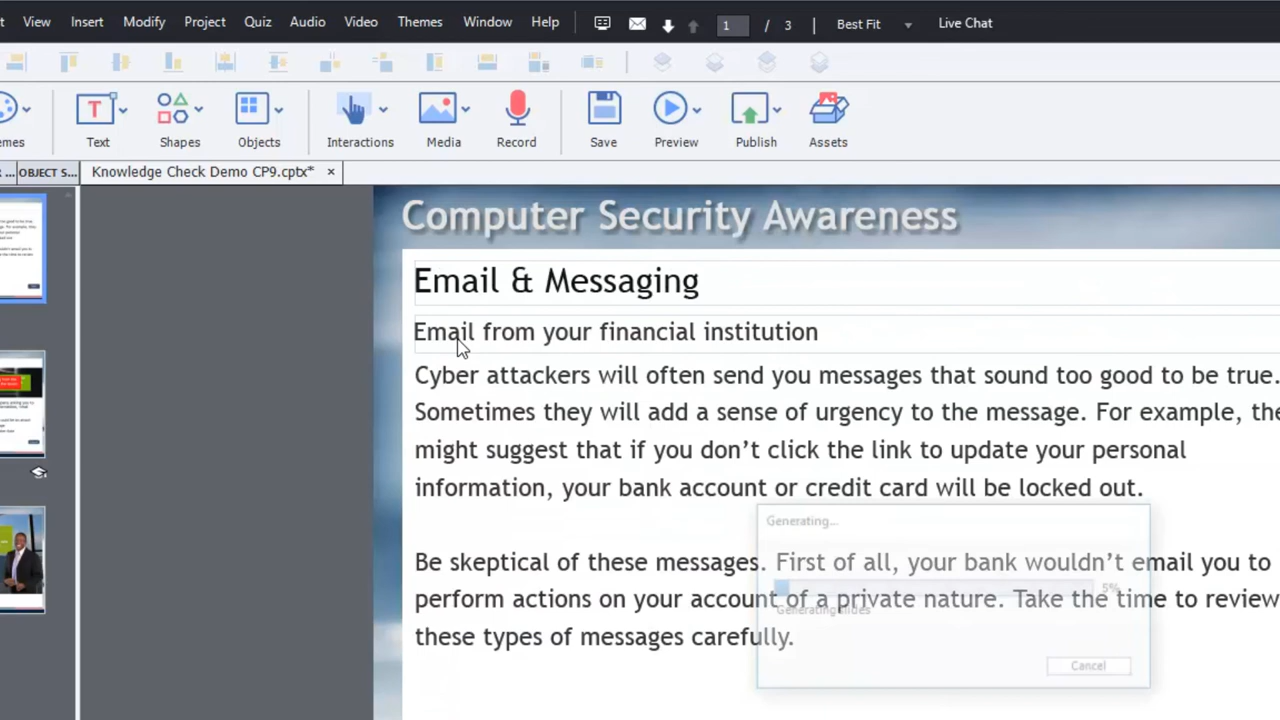 View Insert Modify Project Quiz Audio Video Themes Window Help 1 / 3 Best Fit Live Chat
Text Shapes Objects Interactions Media Record Save Preview Publish Assets
OBJECT S... Knowledge Check Demo CP9.cptx* ×
Computer Security Awareness
Email & Messaging
Email from your financial institution
Cyber attackers will often send you messages that sound too good to be true.
Sometimes they will add a sense of urgency to the message. For example, the
might suggest that if you don’t click the link to update your personal
information, your bank account or credit card will be locked out.
Generating...
Be skeptical of these messages. First of all, your bank wouldn’t email you to
5%
perform actions on your account of a private nature. Take the time to review
Generating slides
these types of messages carefully.
Cancel